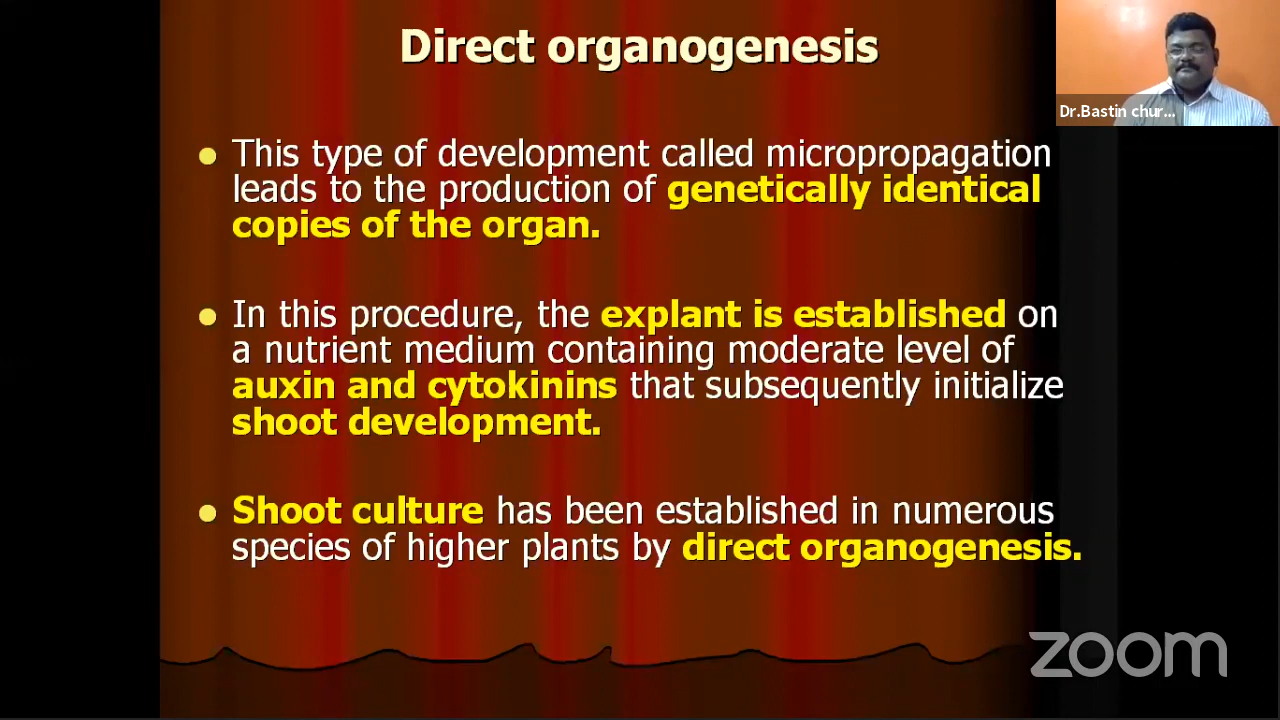 Direct organogenesis
Dr.Bastin chur...
• This type of development called micropropagation
leads to the production of genetically identical
copies of the organ.
• In this procedure, the explant is established on
a nutrient medium containing moderate level of
auxin and cytokinins that subsequently initialize
shoot development.
• Shoot culture has been established in numerous
species of higher plants by direct organogenesis.
zoom